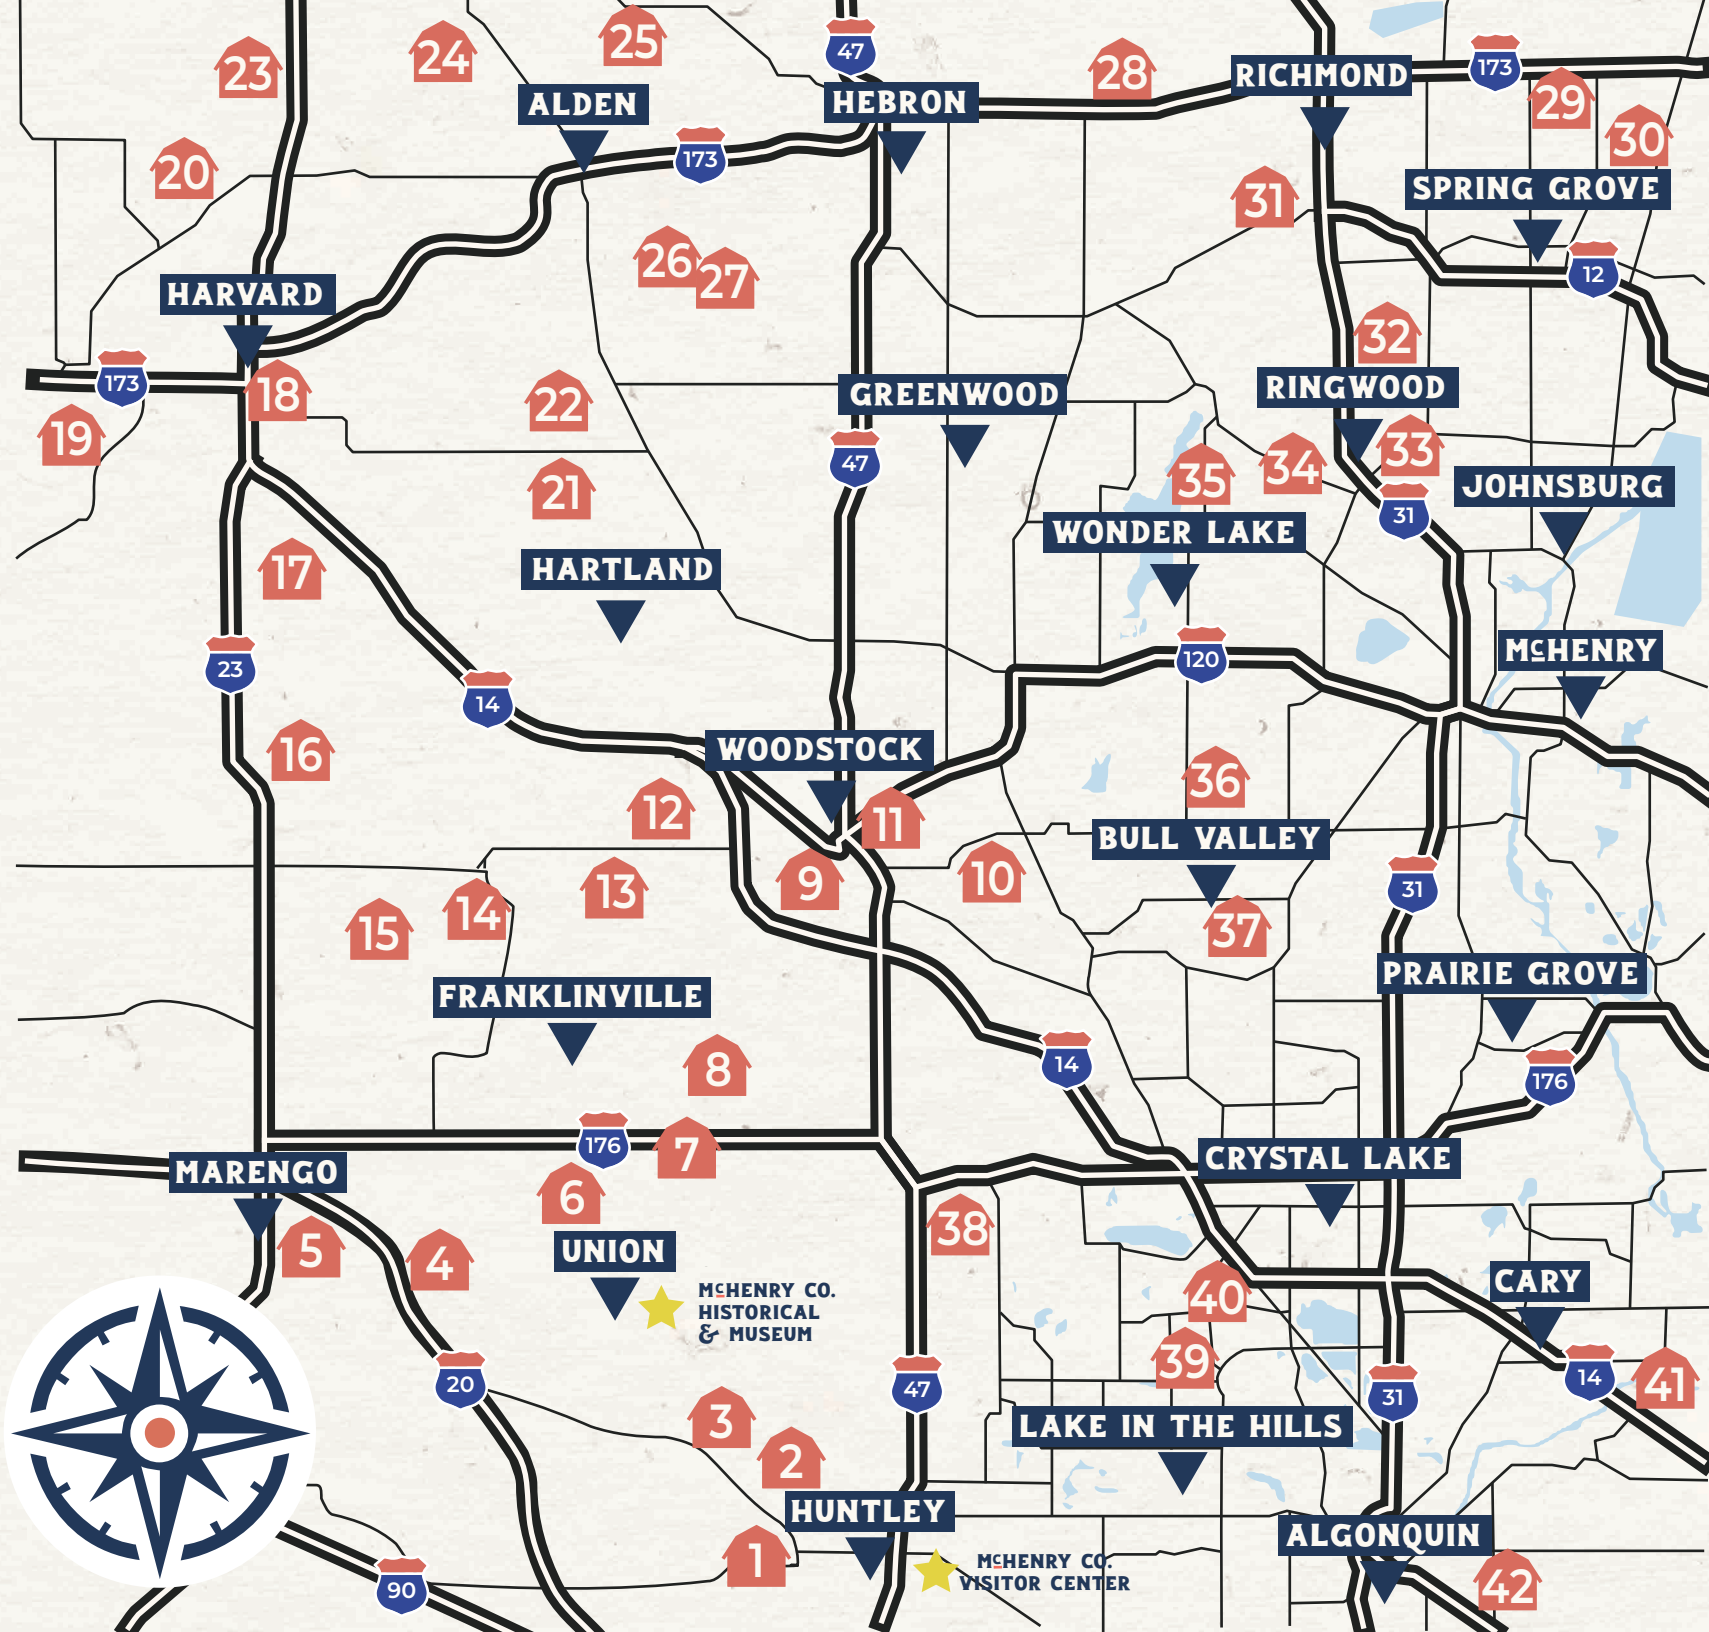 25
47
23
24
28
RICHMOND
173
ALDEN
HEBRON
29
30
173
20
31
SPRING GROVE
26
27
12
HARVARD
32
173
18
22
GREENWOOD
RINGWOOD
19
47
34
33
35
21
JOHNSBURG
31
WONDER LAKE
17
HARTLAND
23
120
McHENRY
14
16
WOODSTOCK
36
12
11
BULL VALLEY
9
10
13
31
14
15
37
PRAIRIE GROVE
FRANKLINVILLE
8
14
176
176
7
MARENGO
CRYSTAL LAKE
6
5
4
38
UNION
McHENRY CO.
HISTORICAL
& MUSEUM
40
CARY
39
20
47
31
14
41
3
LAKE IN THE HILLS
2
HUNTLEY
ALGONQUIN
1
McHENRY CO.
VISITOR CENTER
90
42